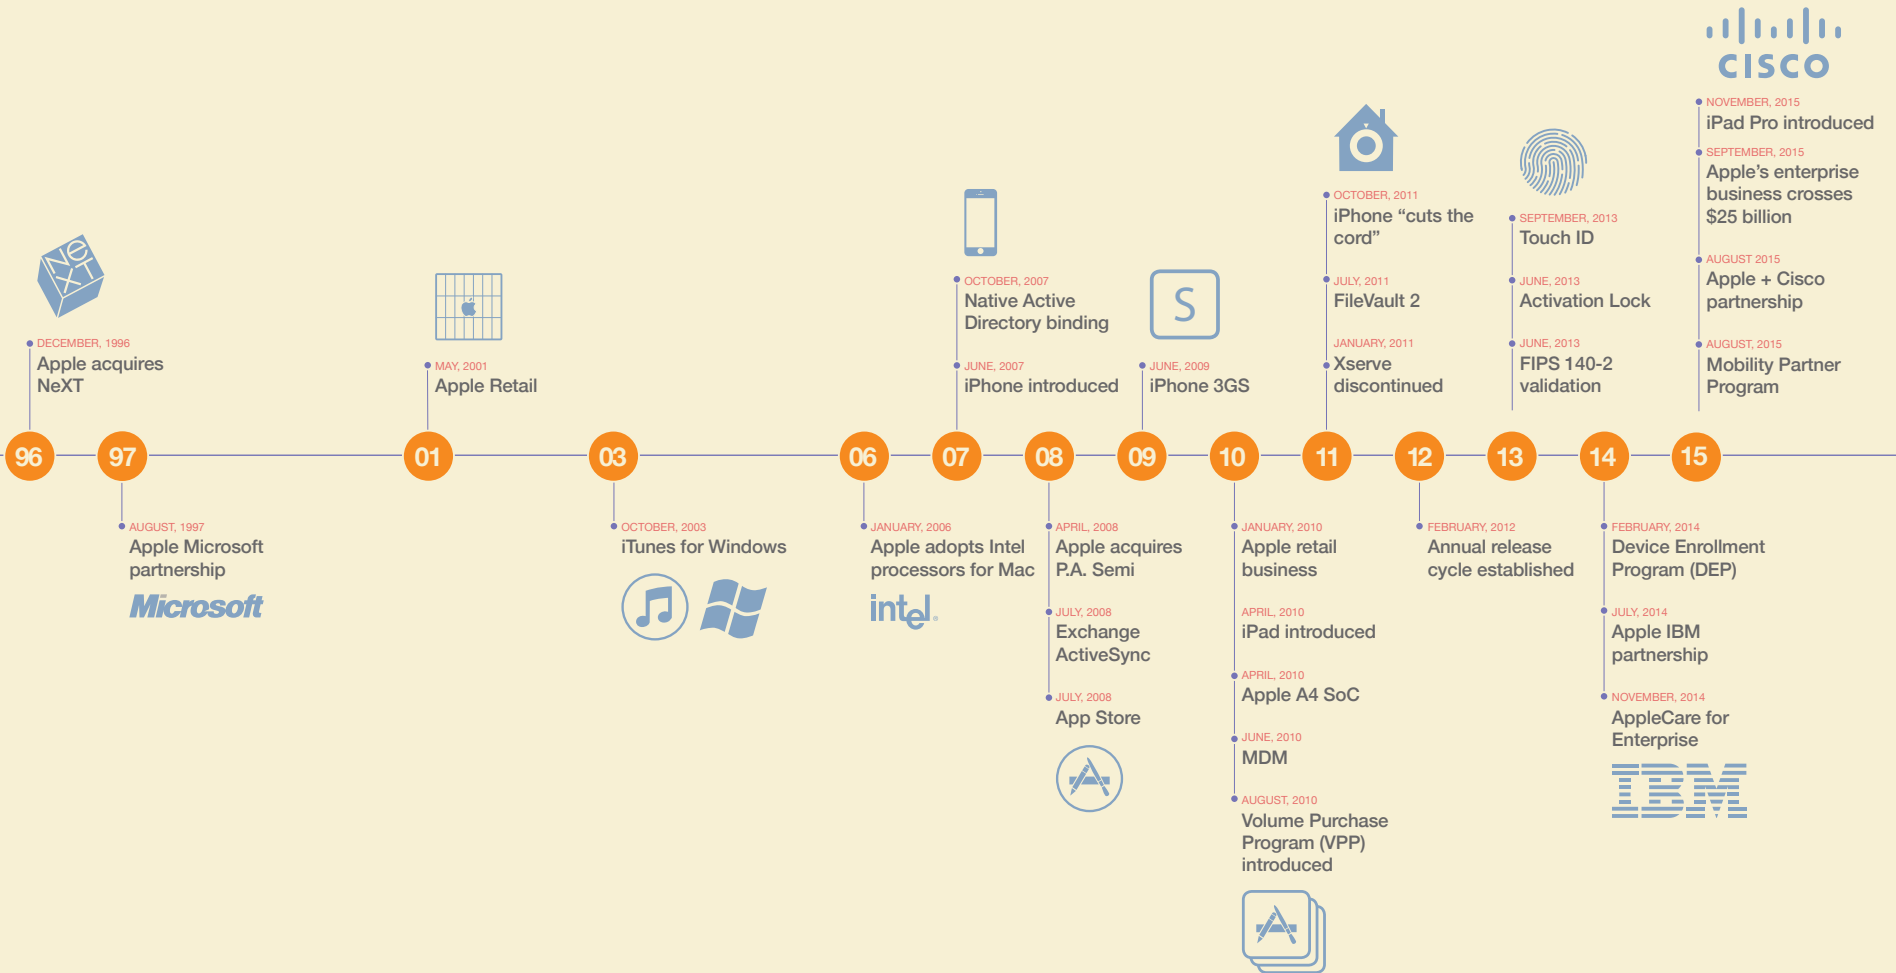 CISCO
NOVEMBER, 2015
iPad Pro introduced
SEPTEMBER, 2015
Apple's enterprise
business crosses
$25 billion
AUGUST 2015
Apple + Cisco
partnership
AUGUST, 2015
Mobility Partner
Program
NeXT
DECEMBER, 1996
Apple acquires
NeXT
MAY, 2001
Apple Retail
OCTOBER, 2007
Native Active
Directory binding
JUNE, 2007
iPhone introduced
S
JUNE, 2009
iPhone 3GS
OCTOBER, 2011
iPhone “cuts the
cord”
JULY, 2011
FileVault 2
JANUARY, 2011
Xserve
discontinued
SEPTEMBER, 2013
Touch ID
JUNE, 2013
Activation Lock
JUNE, 2013
FIPS 140-2
validation
96 97 01 03 06 07 08 09 10 11 12 13 14 15
AUGUST, 1997
Apple Microsoft
partnership
Microsoft
OCTOBER, 2003
iTunes for Windows
JANUARY, 2006
Apple adopts Intel
processors for Mac
intel.
APRIL, 2008
Apple acquires
P.A. Semi
JULY, 2008
Exchange
ActiveSync
JULY, 2008
App Store
JANUARY, 2010
Apple retail
business
APRIL, 2010
iPad introduced
APRIL, 2010
Apple A4 SoC
JUNE, 2010
MDM
AUGUST, 2010
Volume Purchase
Program (VPP)
introduced
FEBRUARY, 2012
Annual release
cycle established
FEBRUARY, 2014
Device Enrollment
Program (DEP)
JULY, 2014
Apple IBM
partnership
NOVEMBER, 2014
AppleCare for
Enterprise
IBM